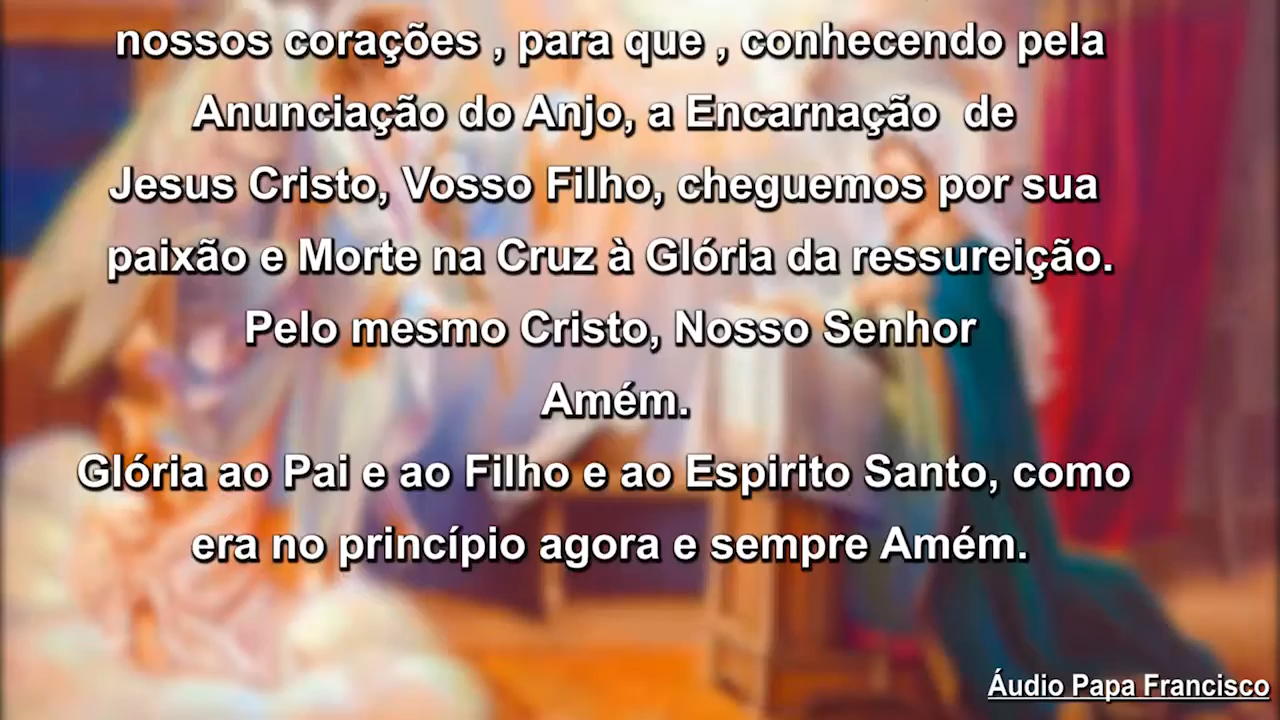 nossos corações , para que , conhecendo pela
Anunciação do Anjo, a Encarnação  de
Jesus Cristo, Vosso Filho, cheguemos por sua
paixão e Morte na Cruz à Glória da ressureição.
Pelo mesmo Cristo, Nosso Senhor
Amém.
Glória ao Pai e ao Filho e ao Espirito Santo, como
era no princípio agora e sempre Amém.
Áudio Papa Francisco